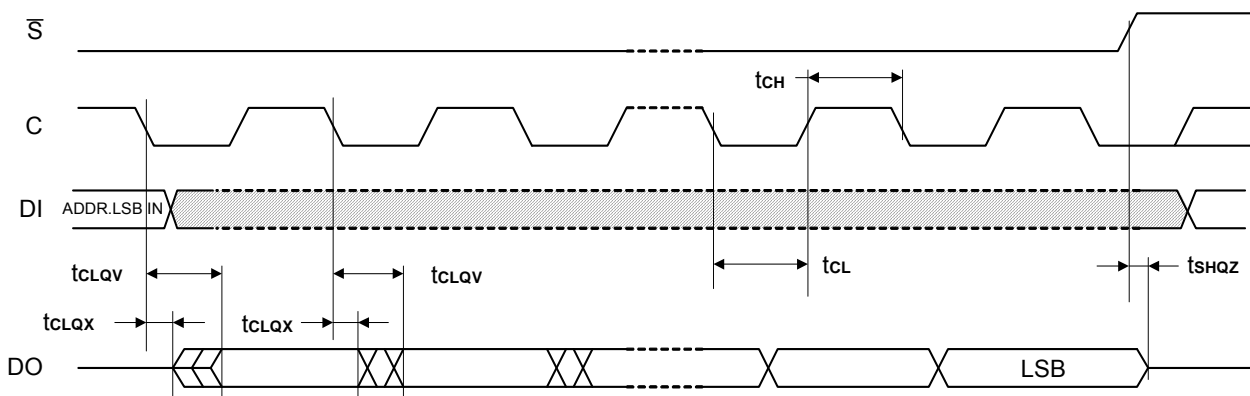 S̅
tCH
C
DI
ADDR.LSB IN
tCLQV
tCLQV
tCL
tSHQZ
tCLQX
tCLQX
DO
LSB